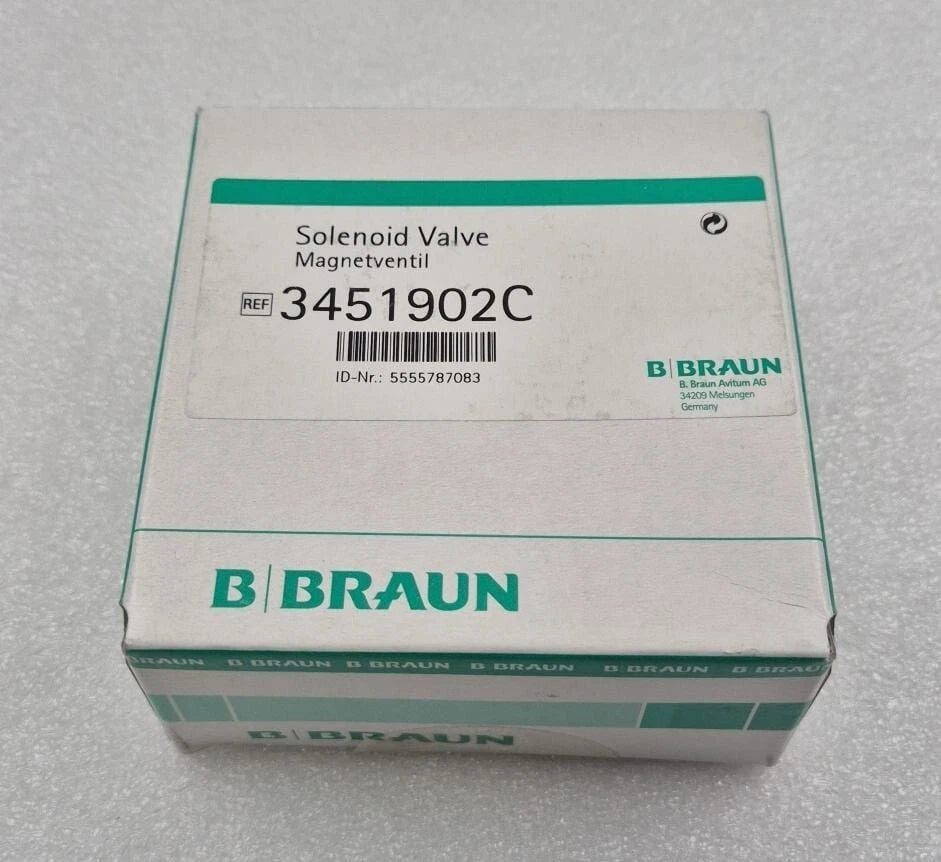 Solenoid Valve
Magnetventil
REF 3451902C
ID-Nr.: 5555787083
B|BRAUN
B. Braun Avitum AG
34209 Melsungen
Germany
B|BRAUN
BRAUN B|BRAUN B|BRAUN B|BRAUN B|BRAUN B|BRAUN
B|BRAUN